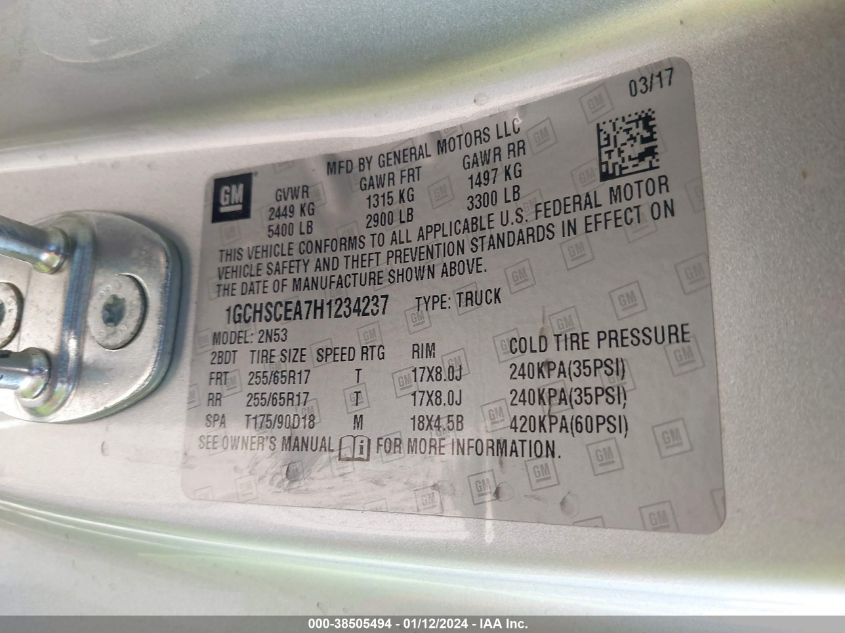 03/17
MFD BY GENERAL MOTORS LLC
GM
GVWR GAWR FRT GAWR RR
2449 KG 1315 KG 1497 KG
5400 LB 2900 LB 3300 LB
THIS VEHICLE CONFORMS TO ALL APPLICABLE U.S. FEDERAL MOTOR
VEHICLE SAFETY AND THEFT PREVENTION STANDARDS IN EFFECT ON
THE DATE OF MANUFACTURE SHOWN ABOVE.
1GCHSCEA7H1234237 TYPE: TRUCK
MODEL: 2N53
2BDT TIRE SIZE SPEED RTG RIM COLD TIRE PRESSURE
FRT 255/65R17 T 17X8.0J 240KPA(35PSI)
RR 255/65R17 T 17X8.0J 240KPA(35PSI)
SPA T175/90D18 M 18X4.5B 420KPA(60PSI)
SEE OWNER'S MANUAL i FOR MORE INFORMATION.
000-38505494 - 01/12/2024 - IAA Inc.